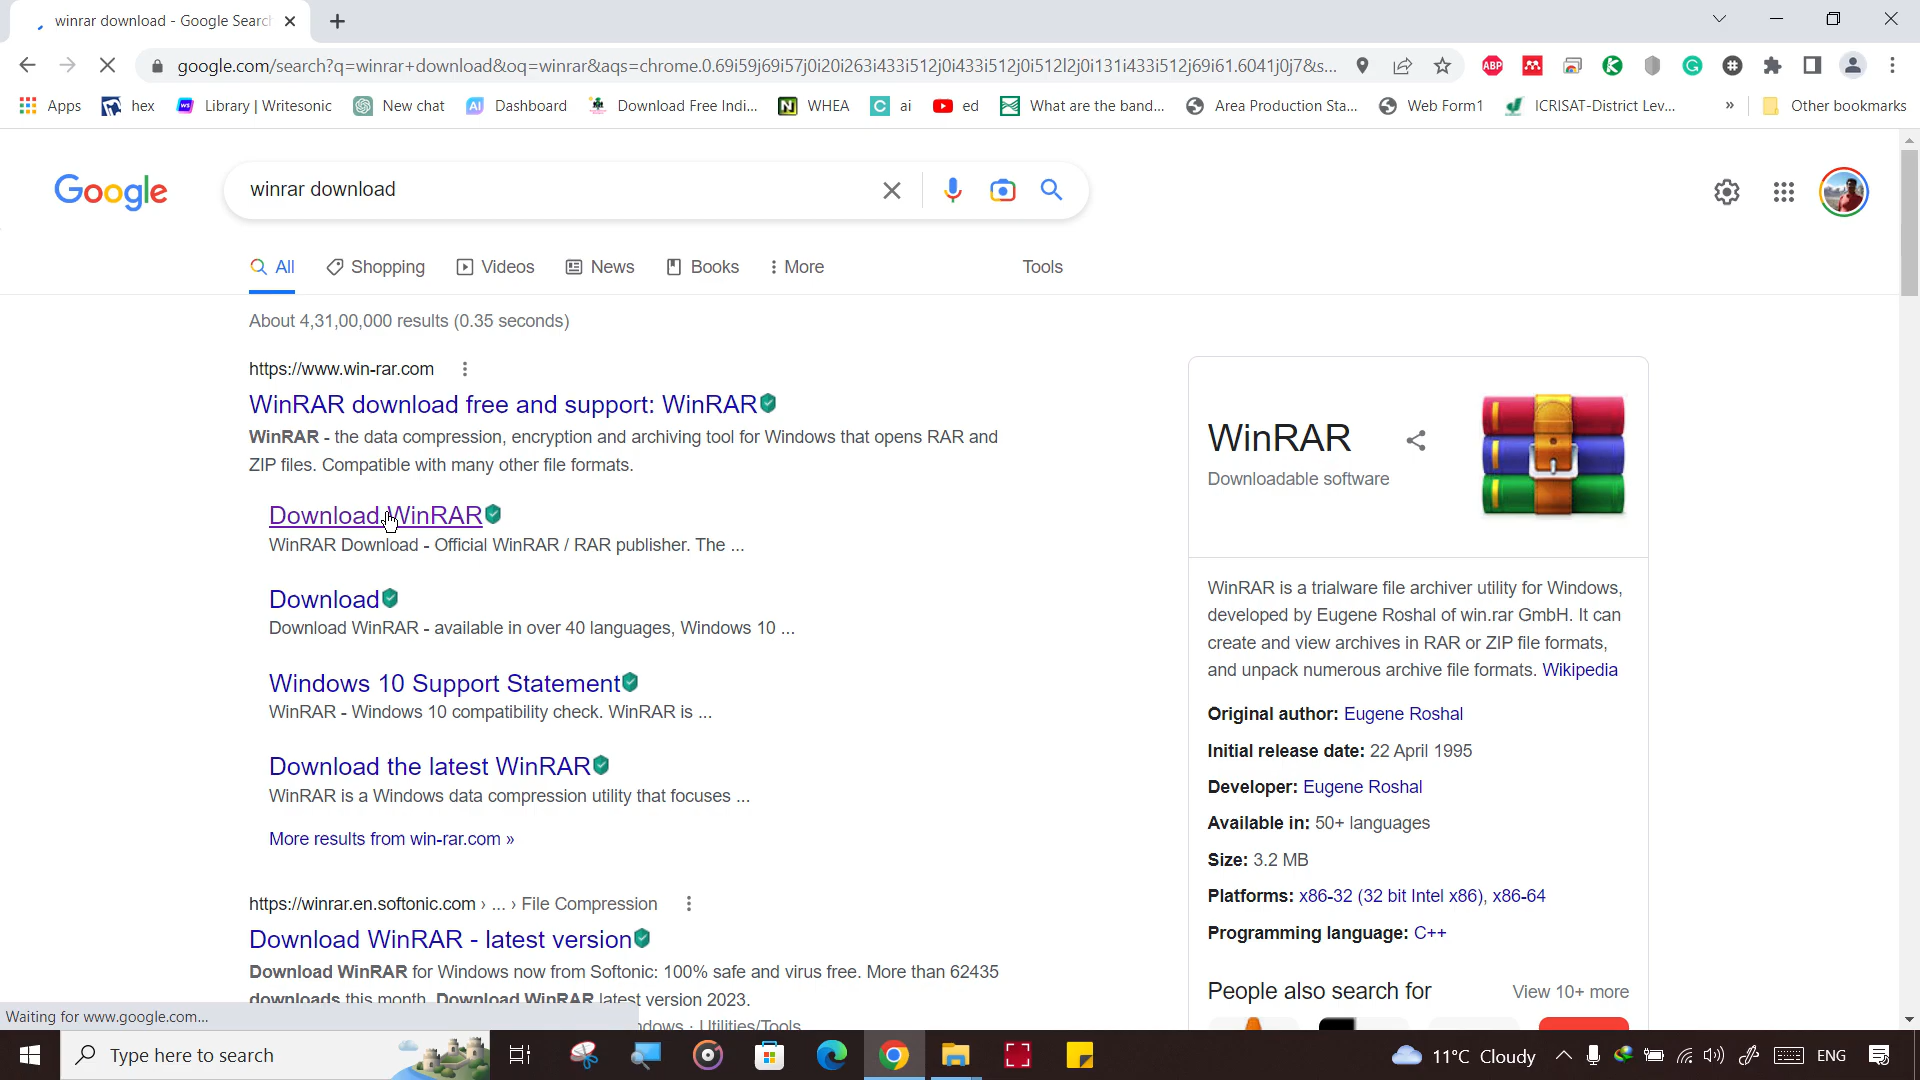 winrar download - Google Search
google.com/search?q=winrar+download&oq=winrar&aqs=chrome.0.69i59j69i57j0i20i263i433i512j0i433i512j0i512l2j0i131i433i512j69i61.6041j0j7&s...
Apps hex Library | Writesonic New chat Dashboard Download Free Indi... WHEA ai ed What are the band... Area Production Sta... Web Form1 ICRISAT-District Lev... » Other bookmarks
Google
winrar download
All Shopping Videos News Books More Tools
About 4,31,00,000 results (0.35 seconds)
https://www.win-rar.com
WinRAR download free and support: WinRAR
WinRAR - the data compression, encryption and archiving tool for Windows that opens RAR and
ZIP files. Compatible with many other file formats.
Download WinRAR
WinRAR Download - Official WinRAR / RAR publisher. The ...
Download
Download WinRAR - available in over 40 languages, Windows 10 ...
Windows 10 Support Statement
WinRAR - Windows 10 compatibility check. WinRAR is ...
Download the latest WinRAR
WinRAR is a Windows data compression utility that focuses ...
More results from win-rar.com »
https://winrar.en.softonic.com › ... › File Compression
Download WinRAR - latest version
Download WinRAR for Windows now from Softonic: 100% safe and virus free. More than 62435
downloads this month. Download WinRAR latest version 2023.
WinRAR
Downloadable software
WinRAR is a trialware file archiver utility for Windows,
developed by Eugene Roshal of win.rar GmbH. It can
create and view archives in RAR or ZIP file formats,
and unpack numerous archive file formats. Wikipedia
Original author: Eugene Roshal
Initial release date: 22 April 1995
Developer: Eugene Roshal
Available in: 50+ languages
Size: 3.2 MB
Platforms: x86-32 (32 bit Intel x86), x86-64
Programming language: C++
People also search for View 10+ more
Waiting for www.google.com...
Type here to search
11°C Cloudy
ENG